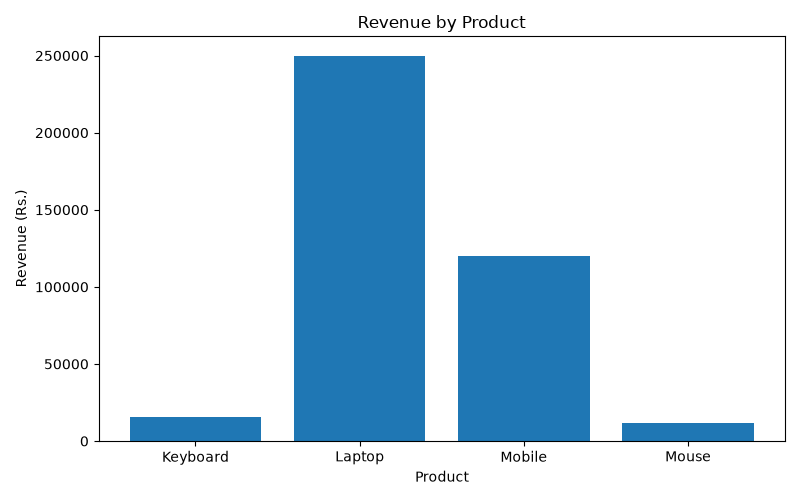 Revenue by Product
Revenue (Rs.)
250000
200000
150000
100000
50000
0
Keyboard Laptop Mobile Mouse
Product